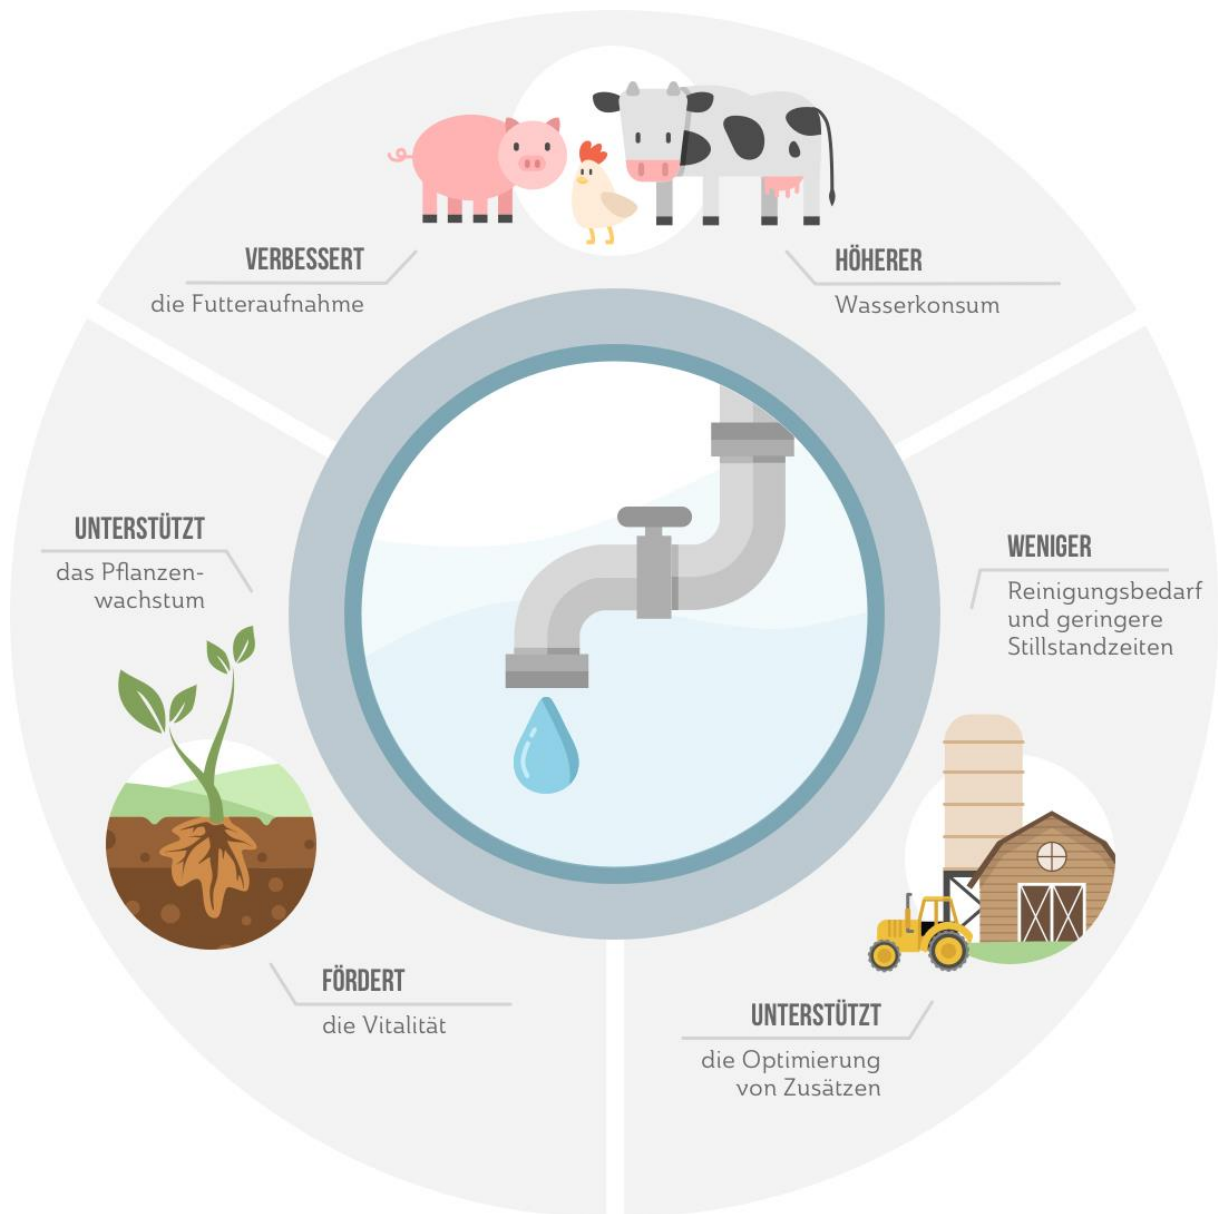 VERBESSERT
die Futteraufnahme
HÖHERER
Wasserkonsum
UNTERSTÜTZT
das Pflanzen-
wachstum
WENIGER
Reinigungsbedarf
und geringere
Stillstandzeiten
FÖRDERT
die Vitalität
UNTERSTÜTZT
die Optimierung
von Zusätzen